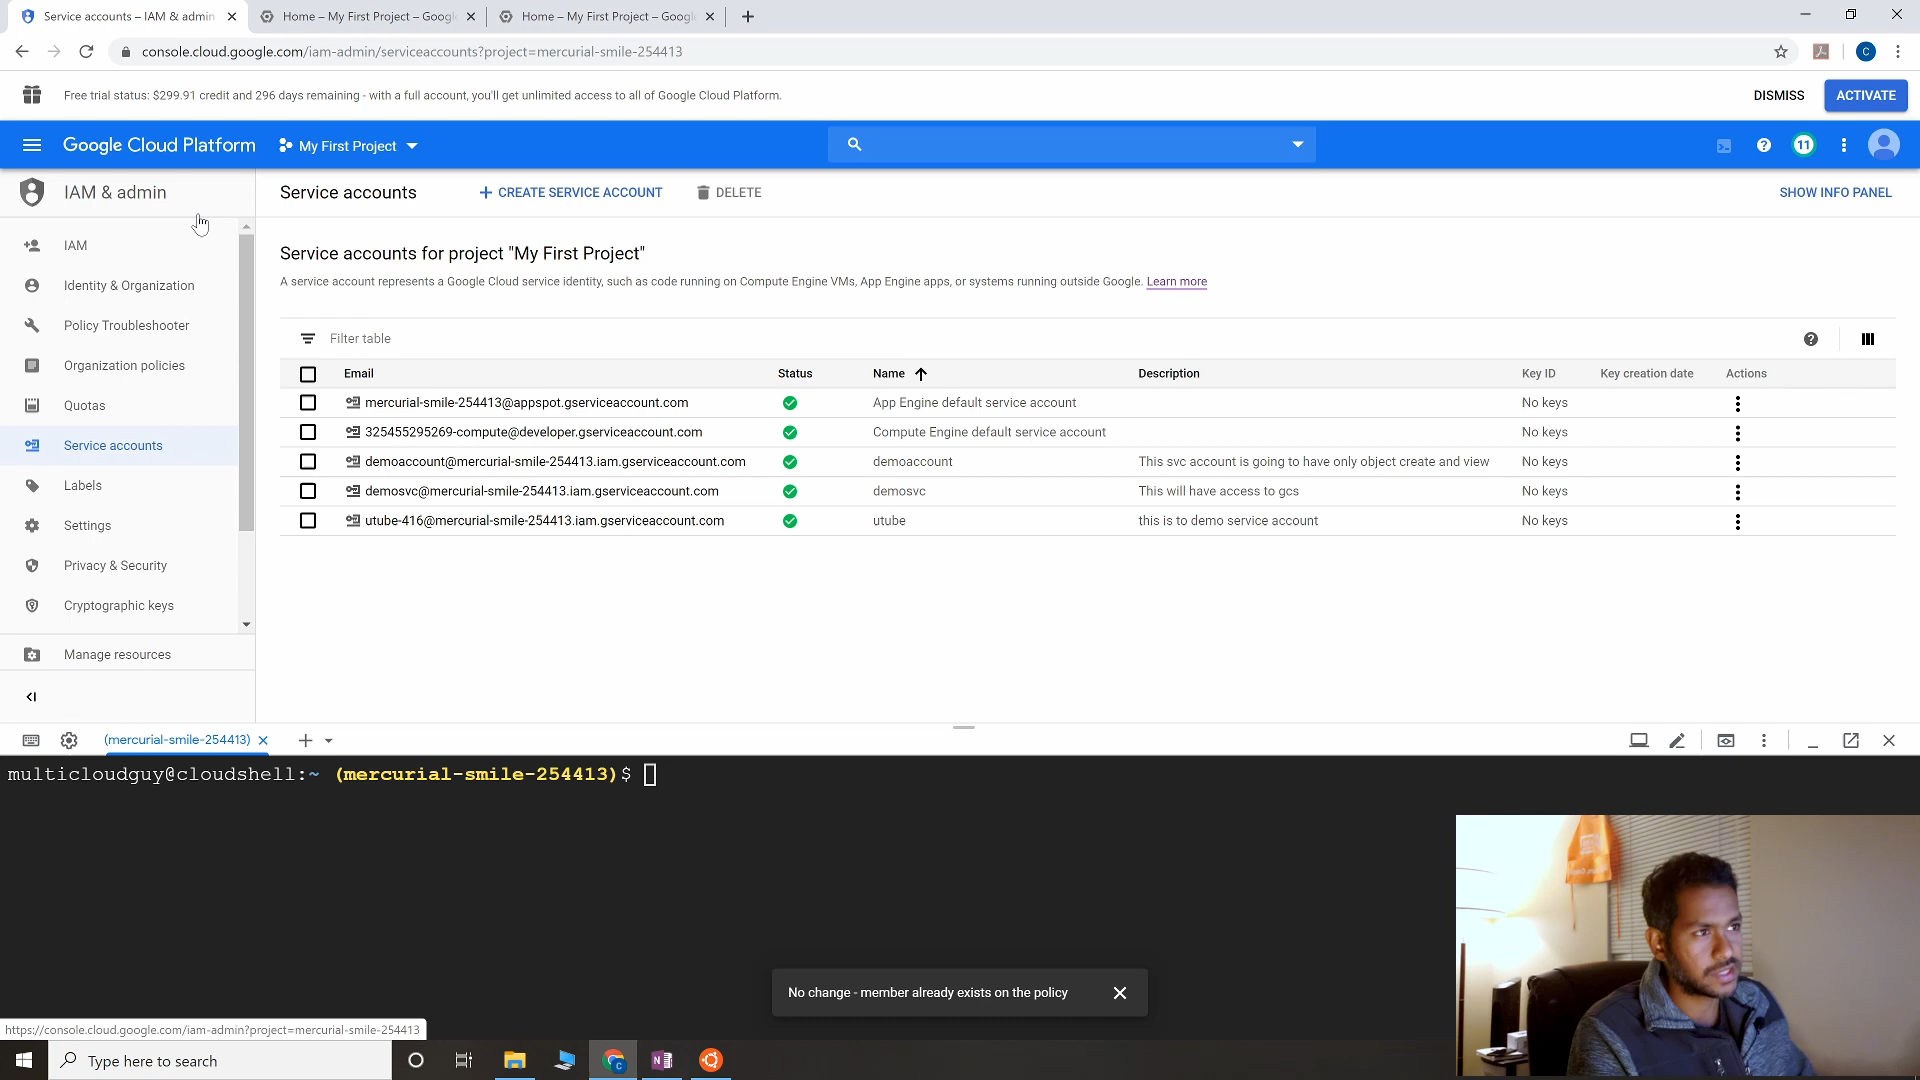 Service accounts – IAM & admin
Home – My First Project – Google
Home – My First Project – Google
console.cloud.google.com/iam-admin/serviceaccounts?project=mercurial-smile-254413
C
Free trial status: $299.91 credit and 296 days remaining - with a full account, you'll get unlimited access to all of Google Cloud Platform.
DISMISS
ACTIVATE
Google Cloud Platform
My First Project
11
IAM & admin
Service accounts
CREATE SERVICE ACCOUNT
DELETE
SHOW INFO PANEL
IAM
Identity & Organization
Policy Troubleshooter
Organization policies
Quotas
Service accounts
Labels
Settings
Privacy & Security
Cryptographic keys
Manage resources
Service accounts for project "My First Project"
A service account represents a Google Cloud service identity, such as code running on Compute Engine VMs, App Engine apps, or systems running outside Google. Learn more
Filter table
Email Status Name Description Key ID Key creation date Actions
mercurial-smile-254413@appspot.gserviceaccount.com App Engine default service account No keys
325455295269-compute@developer.gserviceaccount.com Compute Engine default service account No keys
demoaccount@mercurial-smile-254413.iam.gserviceaccount.com demoaccount This svc account is going to have only object create and view No keys
demosvc@mercurial-smile-254413.iam.gserviceaccount.com demosvc This will have access to gcs No keys
utube-416@mercurial-smile-254413.iam.gserviceaccount.com utube this is to demo service account No keys
(mercurial-smile-254413)
multicloudguy@cloudshell:~ (mercurial-smile-254413)$
No change - member already exists on the policy
https://console.cloud.google.com/iam-admin?project=mercurial-smile-254413
Type here to search